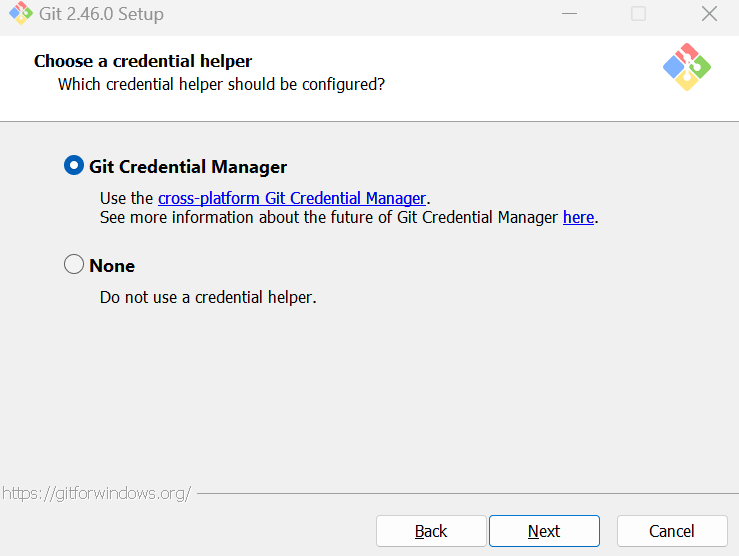 Git 2.46.0 Setup
Choose a credential helper
Which credential helper should be configured?
Git Credential Manager
Use the cross-platform Git Credential Manager.
See more information about the future of Git Credential Manager here.
None
Do not use a credential helper.
https://gitforwindows.org/
Back Next Cancel